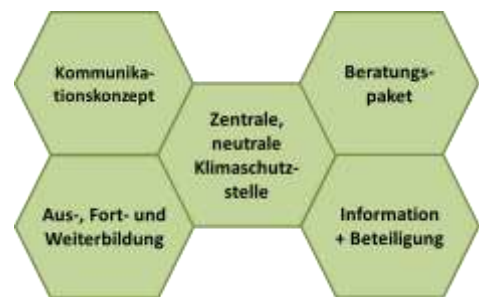 Kommunika-
tionskonzept
Beratungs-
paket
Zentrale,
neutrale
Klimaschutz-
stelle
Aus-, Fort- und
Weiterbildung
Information
+ Beteiligung